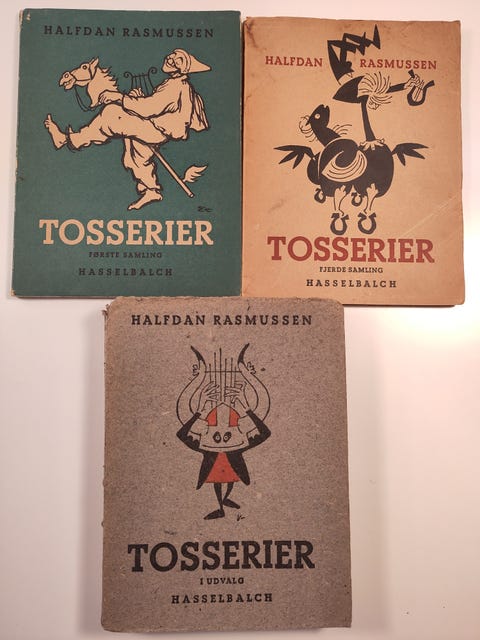 HALFDAN RASMUSSEN
TOSSERIER
FØRSTE SAMLING
HASSELBALCH
HALFDAN RASMUSSEN
TOSSERIER
FJERDE SAMLING
HASSELBALCH
HALFDAN RASMUSSEN
TOSSERIER
I UDVALG
HASSELBALCH